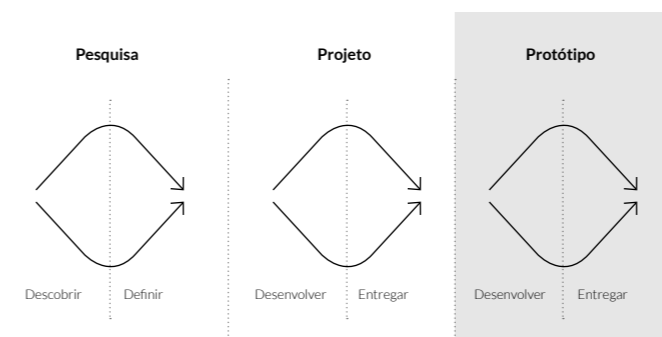 Pesquisa
Projeto
Protótipo
Descobrir
Definir
Desenvolver
Entregar
Desenvolver
Entregar